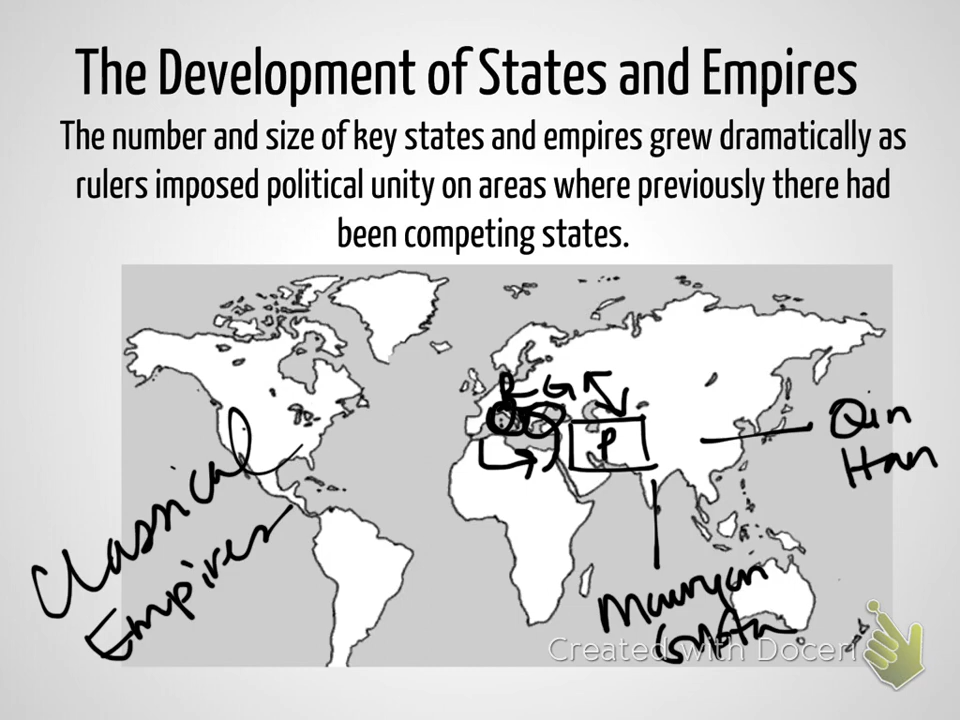 The Development of States and Empires
The number and size of key states and empires grew dramatically as
rulers imposed political unity on areas where previously there had
been competing states.
R G
P
Qin
Han
Classical
Empires
Mauryan
Gupta
Created with Doceri